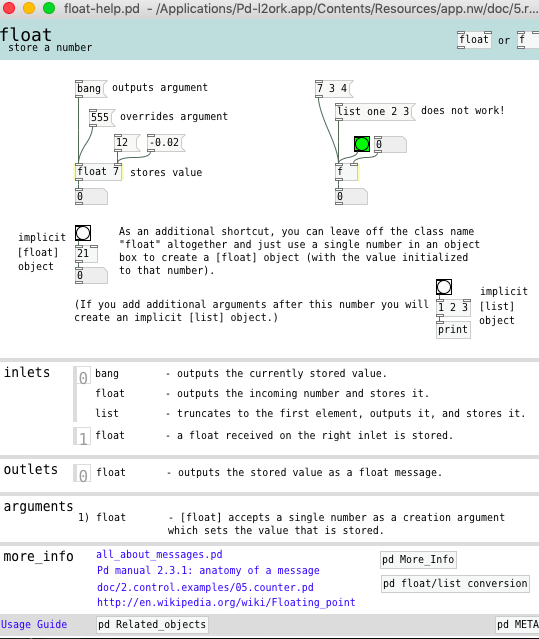 float-help.pd - /Applications/Pd-l2ork.app/Contents/Resources/app.nw/doc/5.r...
float
store a number
float or f
bang outputs argument
7 3 4
list one 2 3 does not work!
555 overrides argument
12 -0.02
0
float 7 stores value
f
0
0
implicit
[float]
object
21
0
As an additional shortcut, you can leave off the class name
"float" altogether and just use a single number in an object
box to create a [float] object (with the value initialized
to that number).
(If you add additional arguments after this number you will
create an implicit [list] object.)
implicit
[list]
object
1 2 3
print
inlets
0 bang - outputs the currently stored value.
float - outputs the incoming number and stores it.
list - truncates to the first element, outputs it, and stores it.
1 float - a float received on the right inlet is stored.
outlets
0 float - outputs the stored value as a float message.
arguments
1) float - [float] accepts a single number as a creation argument
which sets the value that is stored.
more_info
all_about_messages.pd
Pd manual 2.3.1: anatomy of a message
doc/2.control.examples/05.counter.pd
http://en.wikipedia.org/wiki/Floating_point
pd More_Info
pd float/list conversion
Usage Guide
pd Related_objects
pd META